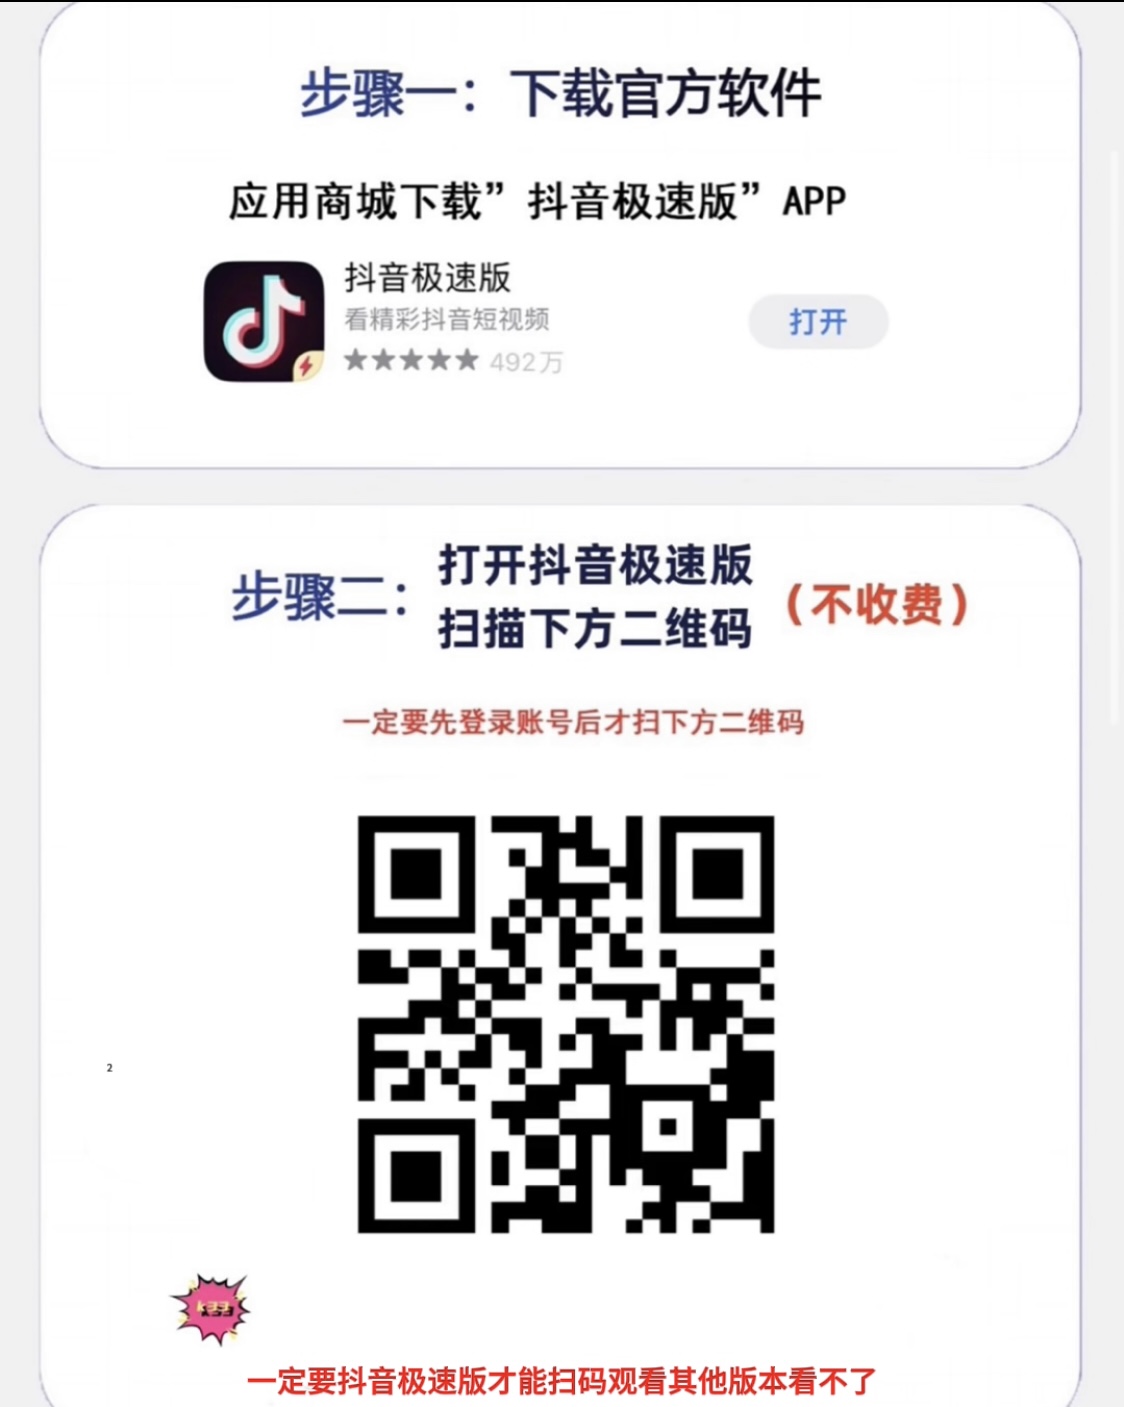 步骤一：下载官方软件
应用商城下载”抖音极速版”APP
抖音极速版
看精彩抖音短视频
打开
★★★★★ 492万
步骤二：
打开抖音极速版
扫描下方二维码
（不收费）
一定要先登录账号后才扫下方二维码
2
k33
一定要抖音极速版才能扫码观看其他版本看不了